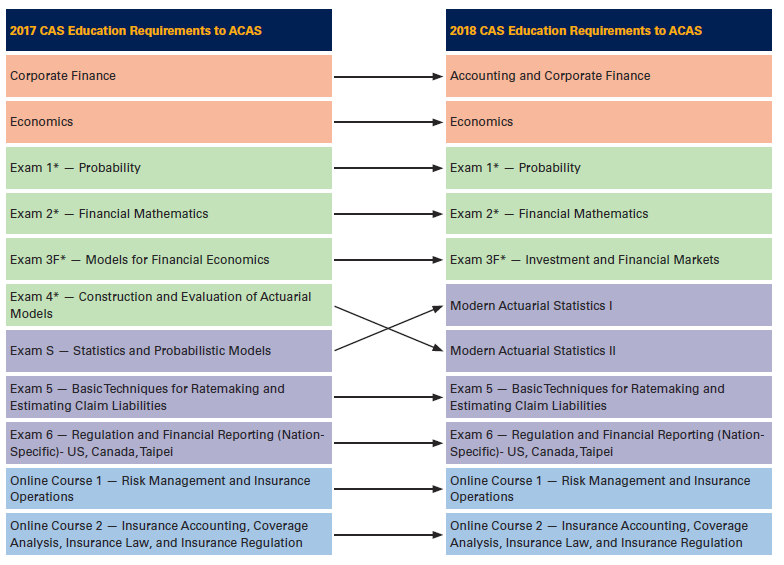 2017 CAS Education Requirements to ACAS
2018 CAS Education Requirements to ACAS
Corporate Finance
Accounting and Corporate Finance
Economics
Economics
Exam 1* — Probability
Exam 1* — Probability
Exam 2* — Financial Mathematics
Exam 2* — Financial Mathematics
Exam 3F* — Models for Financial Economics
Exam 3F* — Investment and Financial Markets
Exam 4* — Construction and Evaluation of Actuarial
Models
Modern Actuarial Statistics I
Exam S — Statistics and Probabilistic Models
Modern Actuarial Statistics II
Exam 5 — Basic Techniques for Ratemaking and
Estimating Claim Liabilities
Exam 5 — Basic Techniques for Ratemaking and
Estimating Claim Liabilities
Exam 6 — Regulation and Financial Reporting (Nation-
Specific)- US, Canada, Taipei
Exam 6 — Regulation and Financial Reporting (Nation-
Specific)- US, Canada, Taipei
Online Course 1 — Risk Management and Insurance
Operations
Online Course 1 — Risk Management and Insurance
Operations
Online Course 2 — Insurance Accounting, Coverage
Analysis, Insurance Law, and Insurance Regulation
Online Course 2 — Insurance Accounting, Coverage
Analysis, Insurance Law, and Insurance Regulation